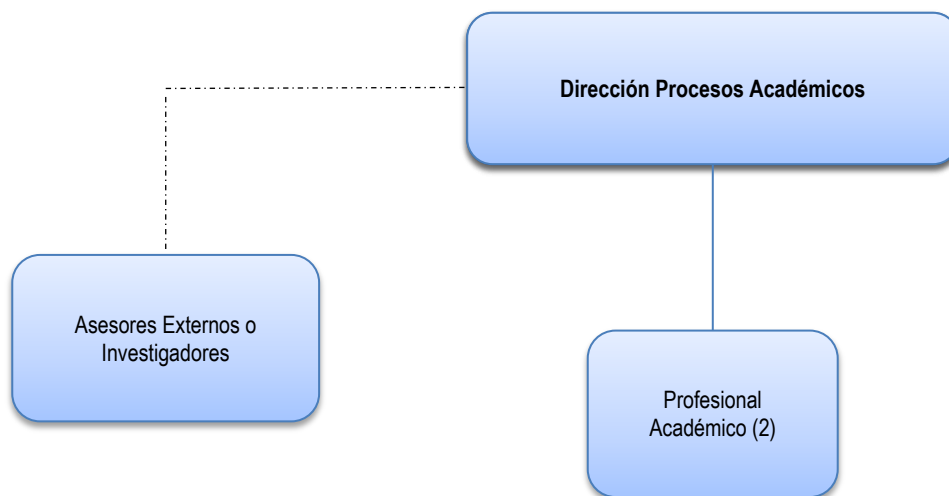 Dirección Procesos Académicos
Asesores Externos o
Investigadores
Profesional
Académico (2)